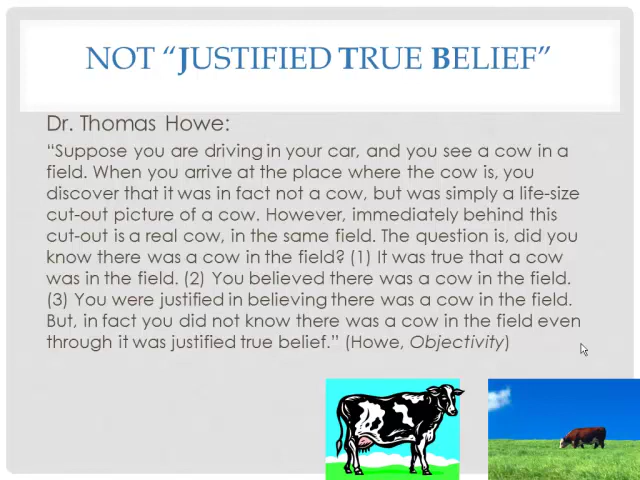 NOT “JUSTIFIED TRUE BELIEF”
Dr. Thomas Howe:
“Suppose you are driving in your car, and you see a cow in a
field. When you arrive at the place where the cow is, you
discover that it was in fact not a cow, but was simply a life-size
cut-out picture of a cow. However, immediately behind this
cut-out is a real cow, in the same field. The question is, did you
know there was a cow in the field? (1) It was true that a cow
was in the field. (2) You believed there was a cow in the field.
(3) You were justified in believing there was a cow in the field.
But, in fact you did not know there was a cow in the field even
through it was justified true belief.” (Howe, Objectivity)